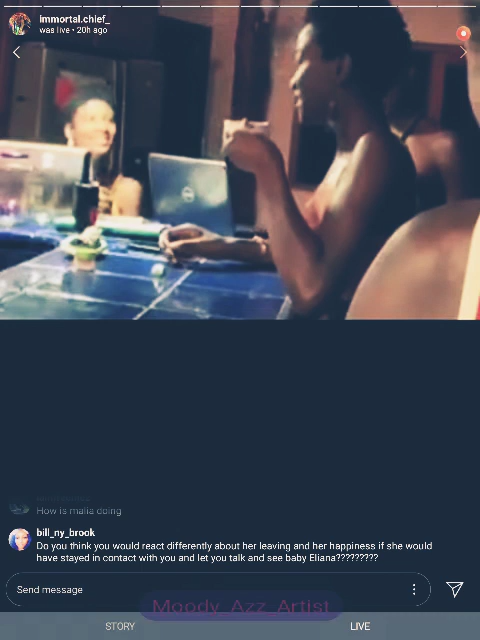 immortal.chief_
was live • 20h ago
DELL
How is malia doing
bill_ny_brook
Do you think you would react differently about her leaving and her happiness if she would
have stayed in contact with you and let you talk and see baby Eliana?????????
Send message
Moody_Azz_Artist
STORY
LIVE